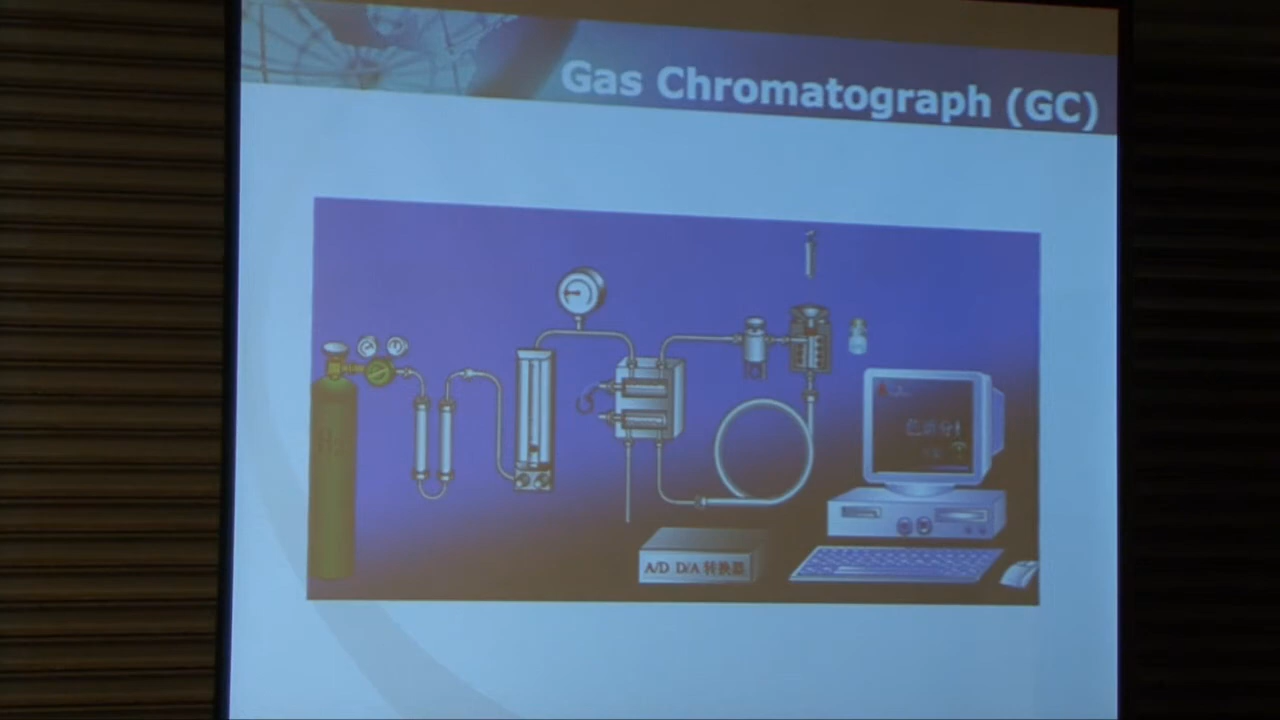 Gas Chromatograph (GC)
A/D D/A 转换器